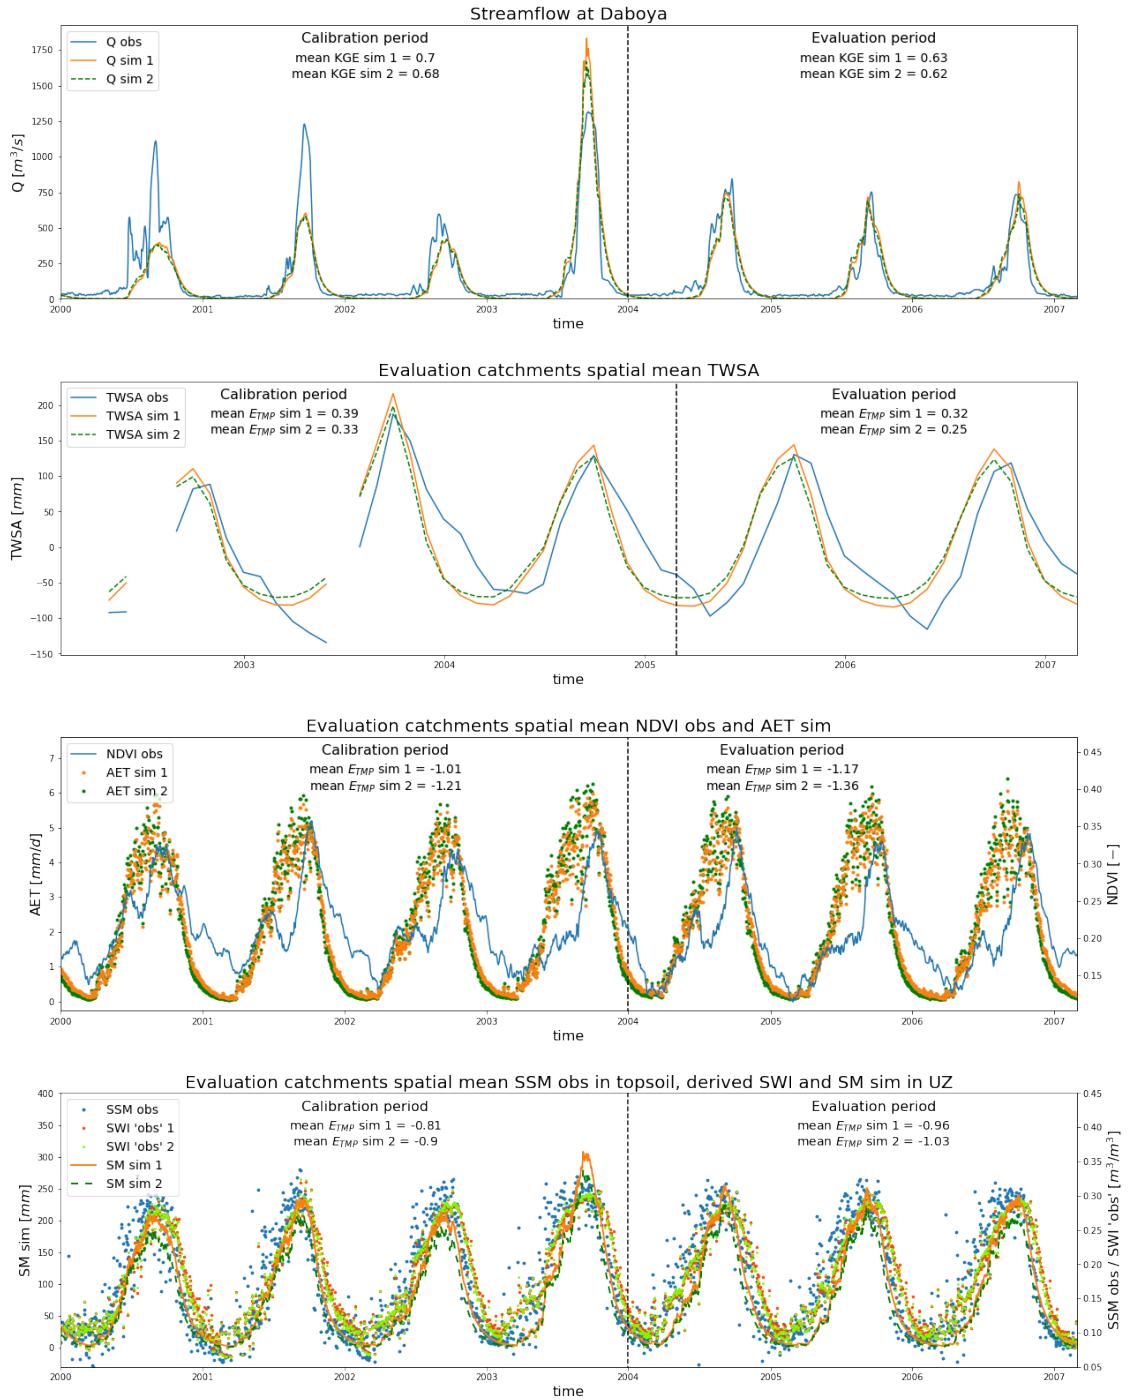 Streamflow at Daboya
Q obs
Q sim 1
Q sim 2
Calibration period
mean KGE sim 1 = 0.7
mean KGE sim 2 = 0.68
Evaluation period
mean KGE sim 1 = 0.63
mean KGE sim 2 = 0.62
1750
1500
1250
1000
750
500
250
0
Q [m³/s]
2000 2001 2002 2003 2004 2005 2006 2007
time
Evaluation catchments spatial mean TWSA
TWSA obs
TWSA sim 1
TWSA sim 2
Calibration period
mean E_TMP sim 1 = 0.39
mean E_TMP sim 2 = 0.33
Evaluation period
mean E_TMP sim 1 = 0.32
mean E_TMP sim 2 = 0.25
200
150
100
50
0
−50
−100
−150
TWSA [mm]
2003 2004 2005 2006 2007
time
Evaluation catchments spatial mean NDVI obs and AET sim
NDVI obs
AET sim 1
AET sim 2
Calibration period
mean E_TMP sim 1 = -1.01
mean E_TMP sim 2 = -1.21
Evaluation period
mean E_TMP sim 1 = -1.17
mean E_TMP sim 2 = -1.36
7
6
5
4
3
2
1
0
AET [mm/d]
0.45
0.40
0.35
0.30
0.25
0.20
0.15
NDVI [−]
2000 2001 2002 2003 2004 2005 2006 2007
time
Evaluation catchments spatial mean SSM obs in topsoil, derived SWI and SM sim in UZ
SSM obs
SWI 'obs' 1
SWI 'obs' 2
SM sim 1
SM sim 2
Calibration period
mean E_TMP sim 1 = -0.81
mean E_TMP sim 2 = -0.9
Evaluation period
mean E_TMP sim 1 = -0.96
mean E_TMP sim 2 = -1.03
400
350
300
250
200
150
100
50
0
SM sim [mm]
0.45
0.40
0.35
0.30
0.25
0.20
0.15
0.10
0.05
SSM obs / SWI 'obs' [m³/m³]
2000 2001 2002 2003 2004 2005 2006 2007
time